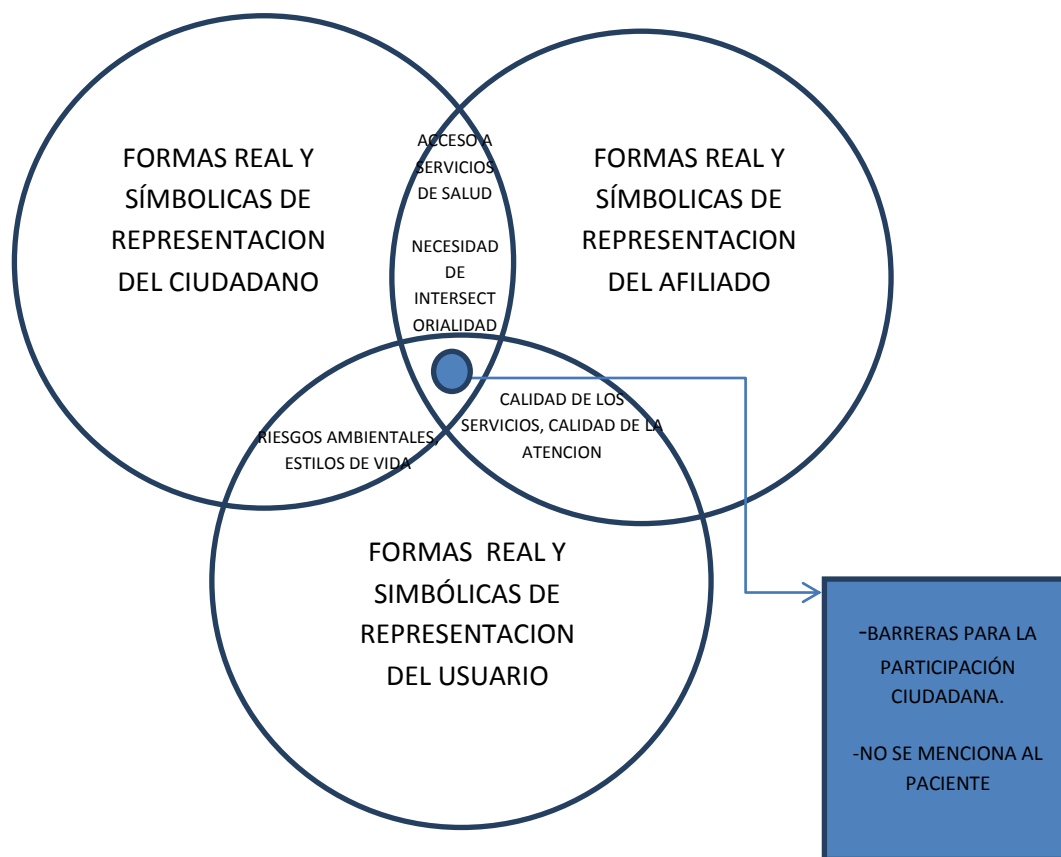 FORMAS REAL Y
SÍMBOLICAS DE
REPRESENTACION
DEL CIUDADANO
ACCESO A
SERVICIOS
DE SALUD
NECESIDAD
DE
INTERSECT
ORIALIDAD
FORMAS REAL Y
SÍMBOLICAS DE
REPRESENTACION
DEL AFILIADO
RIESGOS AMBIENTALES,
ESTILOS DE VIDA
CALIDAD DE LOS
SERVICIOS, CALIDAD DE LA
ATENCION
FORMAS REAL Y
SIMBÓLICAS DE
REPRESENTACION
DEL USUARIO
-BARRERAS PARA LA
PARTICIPACIÓN
CIUDADANA.
-NO SE MENCIONA AL
PACIENTE